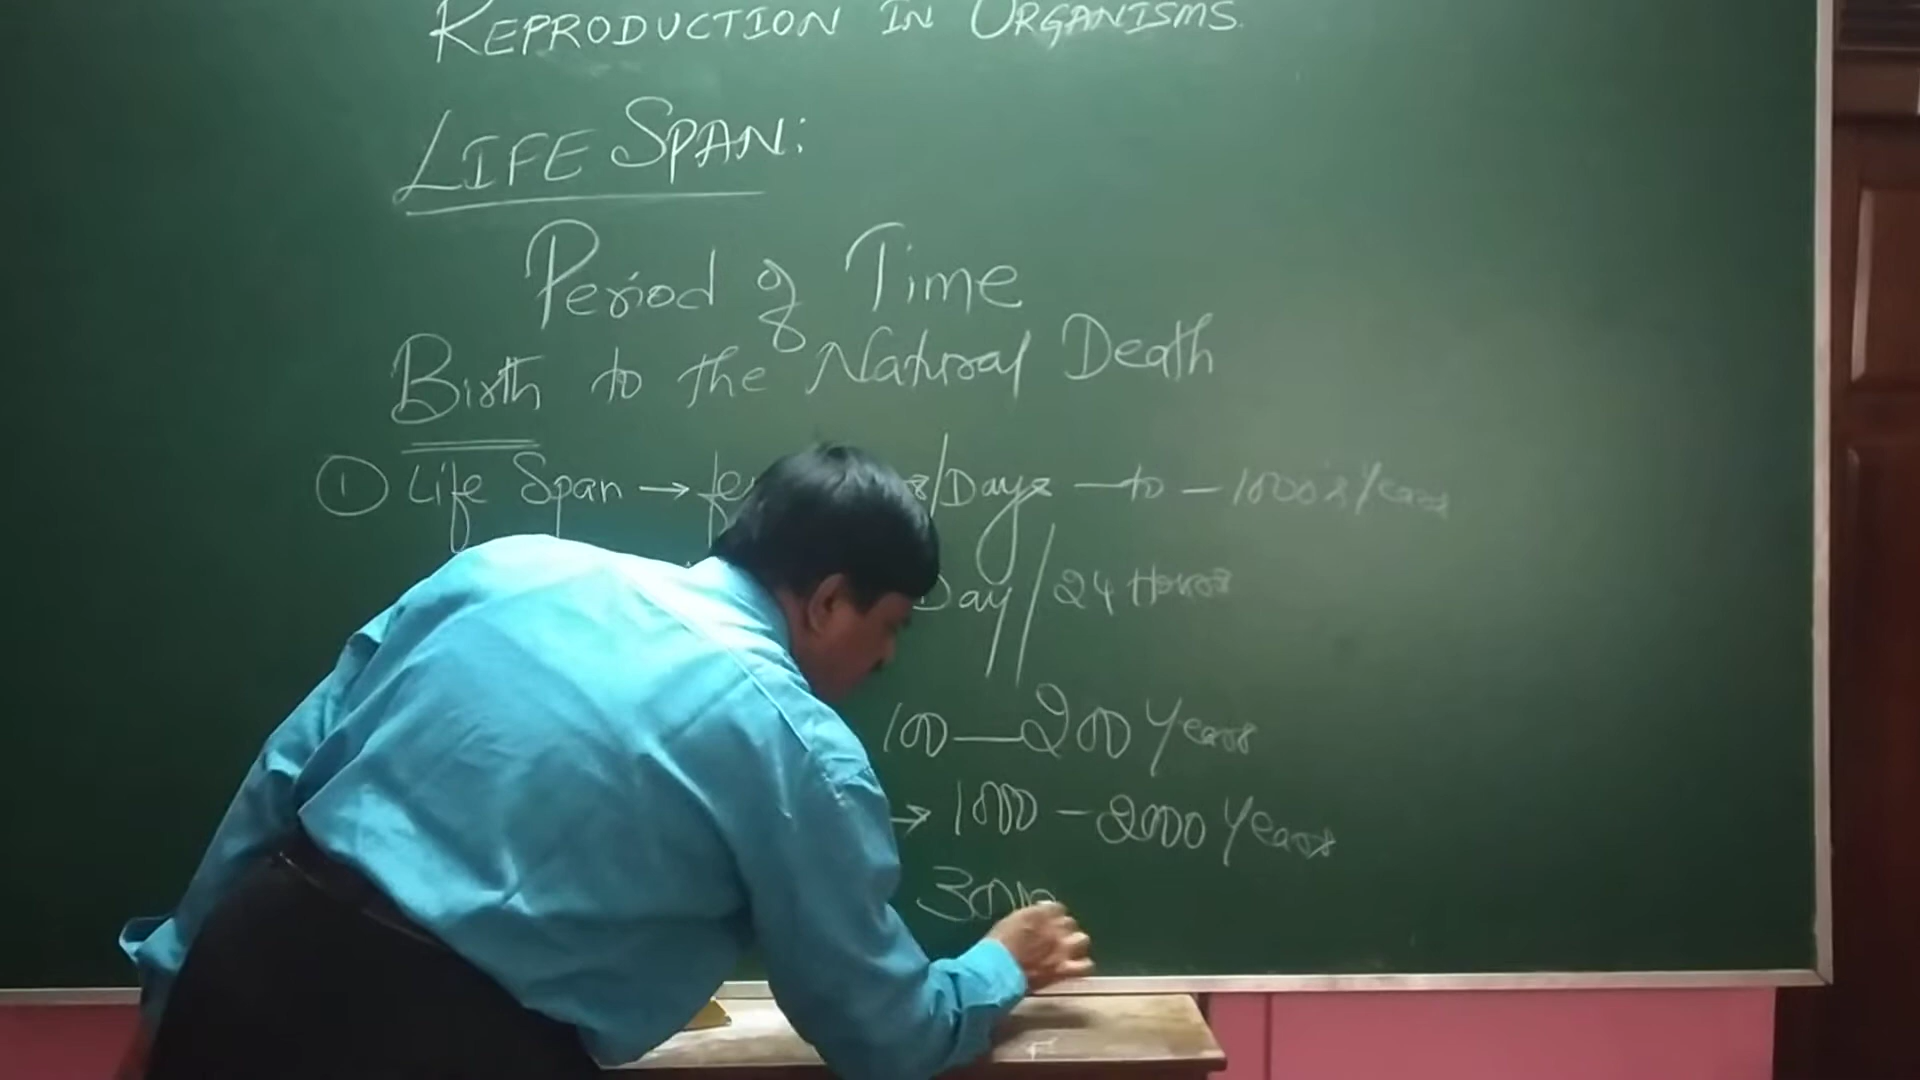 REPRODUCTION IN ORGANISMS
LIFE SPAN:
Period of Time
Birth to the Natural Death
① Life Span → /Days — to — 1000's Years
Day / 24 Hours
100 — 200 Years
→ 1000 - 2000 Years